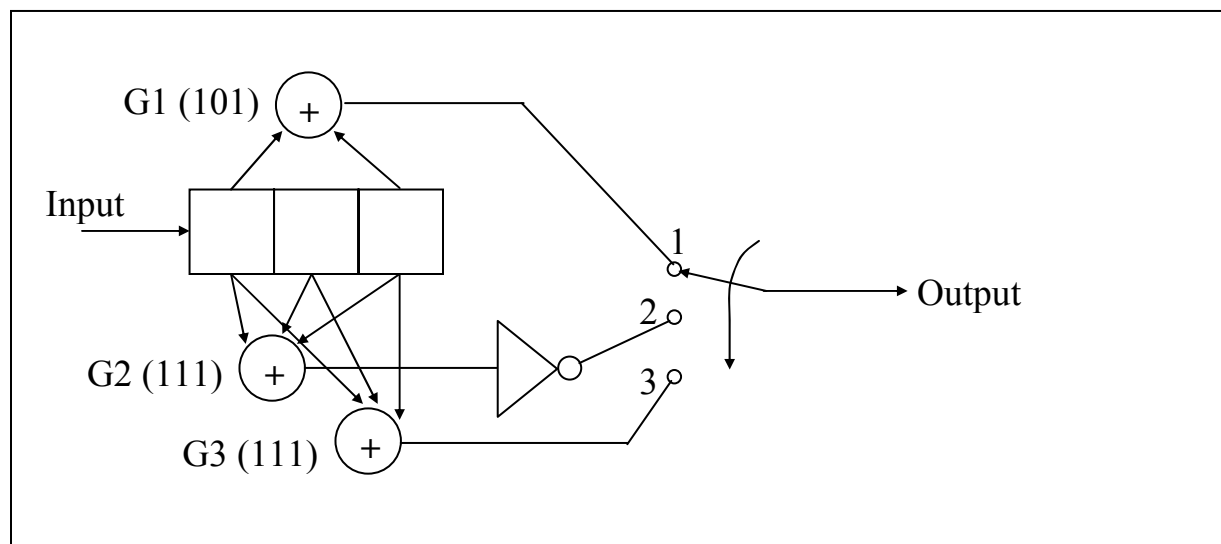 G1 (101)
+
Input
1
Output
2
G2 (111)
+
3
G3 (111)
+